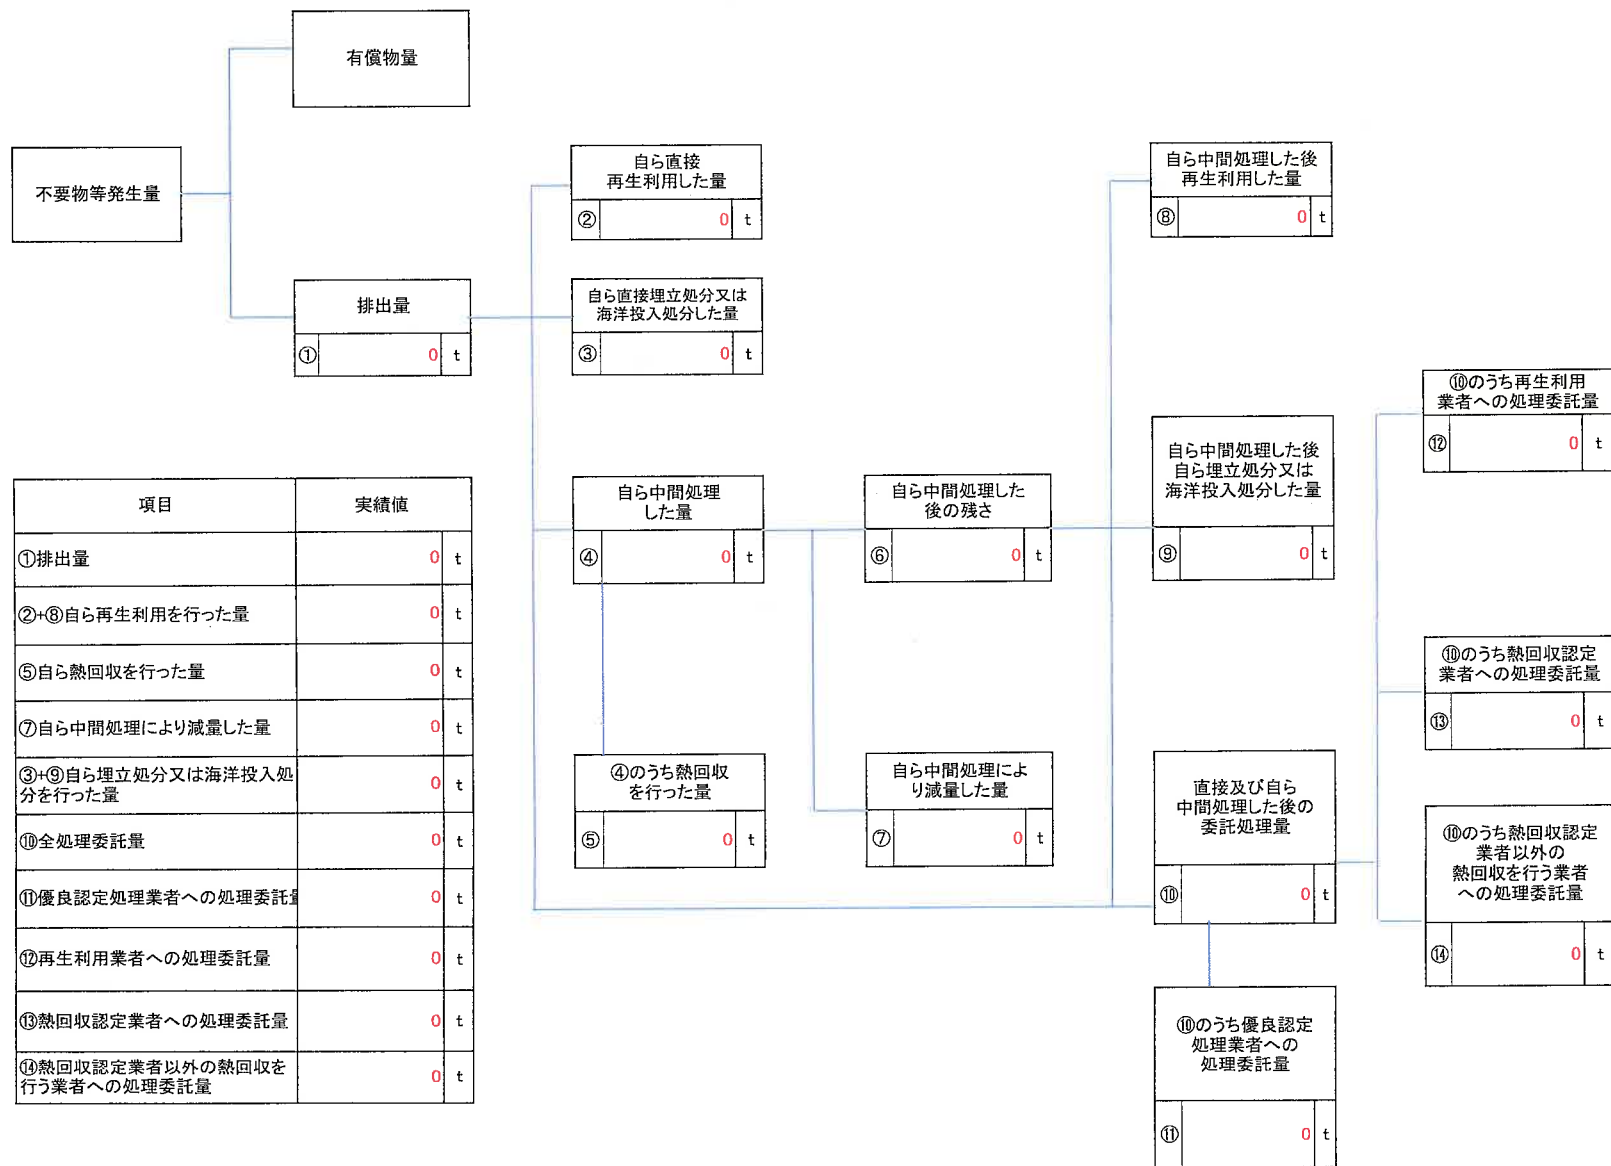 有償物量
不要物等発生量
排出量
① 0 t
自ら直接
再生利用した量
② 0 t
自ら直接埋立処分又は
海洋投入処分した量
③ 0 t
自ら中間処理
した量
④ 0 t
④のうち熱回収
を行った量
⑤ 0 t
自ら中間処理した
後の残さ
⑥ 0 t
自ら中間処理によ
り減量した量
⑦ 0 t
自ら中間処理した後
再生利用した量
⑧ 0 t
自ら中間処理した後
自ら埋立処分又は
海洋投入処分した量
⑨ 0 t
直接及び自ら
中間処理した後の
委託処理量
⑩ 0 t
⑩のうち優良認定
処理業者への
処理委託量
⑪ 0 t
⑩のうち再生利用
業者への処理委託量
⑫ 0 t
⑩のうち熱回収認定
業者への処理委託量
⑬ 0 t
⑩のうち熱回収認定
業者以外の
熱回収を行う業者
への処理委託量
⑭ 0 t
項目 実績値
①排出量 0 t
②+⑧自ら再生利用を行った量 0 t
⑤自ら熱回収を行った量 0 t
⑦自ら中間処理により減量した量 0 t
③+⑨自ら埋立処分又は海洋投入処
分を行った量 0 t
⑩全処理委託量 0 t
⑪優良認定処理業者への処理委託量 0 t
⑫再生利用業者への処理委託量 0 t
⑬熱回収認定業者への処理委託量 0 t
⑭熱回収認定業者以外の熱回収を
行う業者への処理委託量 0 t